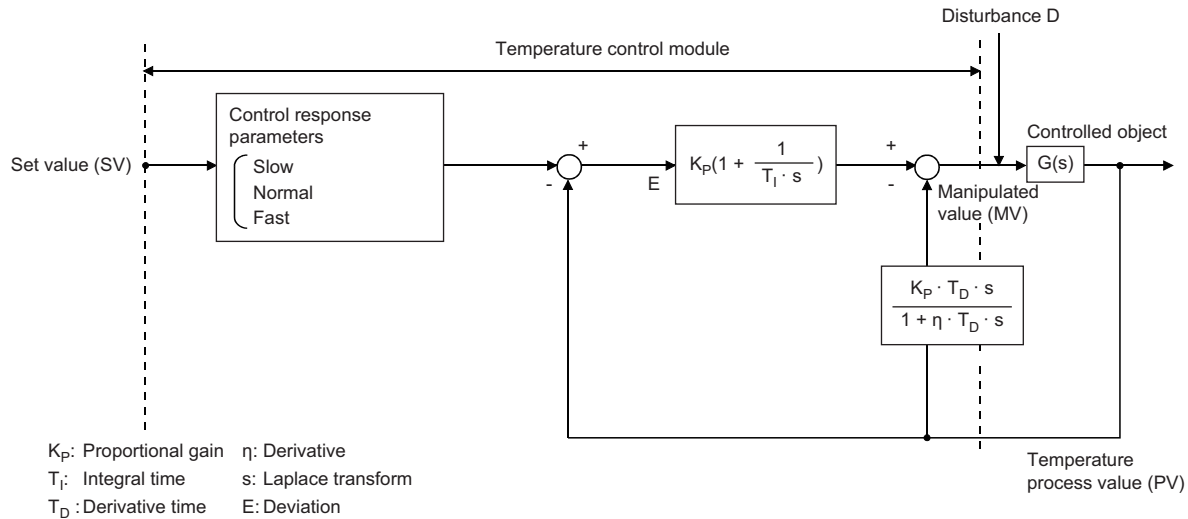 Disturbance D
Temperature control module
Control response
parameters
Slow
Normal
Fast
Set value (SV)
+
-
E
K_P(1 + 1 / (T_I · s))
+
-
Controlled object
G(s)
Manipulated
value (MV)
K_P · T_D · s
1 + η · T_D · s
K_P: Proportional gain η: Derivative
T_I: Integral time s: Laplace transform
T_D: Derivative time E: Deviation
Temperature
process value (PV)